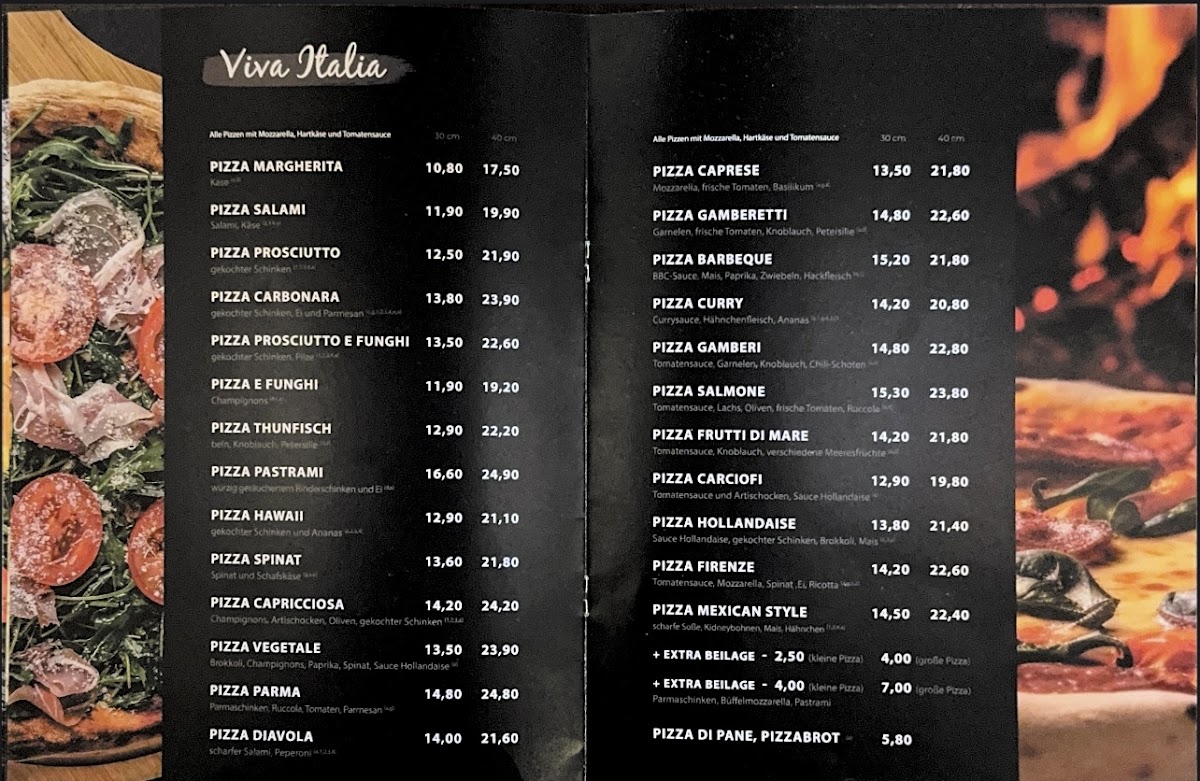 Viva Italia
Alle Pizzen mit Mozzarella, Hartkäse und Tomatensauce 30 cm 40 cm
PIZZA MARGHERITA 10,80 17,50
Käse
PIZZA SALAMI 11,90 19,90
Salami, Käse
PIZZA PROSCIUTTO 12,50 21,90
gekochter Schinken
PIZZA CARBONARA 13,80 23,90
gekochter Schinken, Ei und Parmesan
PIZZA PROSCIUTTO E FUNGHI 13,50 22,60
gekochter Schinken, Pilze
PIZZA E FUNGHI 11,90 19,20
Champignons
PIZZA THUNFISCH 12,90 22,20
beln, Knoblauch, Petersilie
PIZZA PASTRAMI 16,60 24,90
würzig geräuchertem Rinderschinken und Ei
PIZZA HAWAII 12,90 21,10
gekochter Schinken und Ananas
PIZZA SPINAT 13,60 21,80
Spinat und Schafskäse
PIZZA CAPRICCIOSA 14,20 24,20
Champignons, Artischocken, Oliven, gekochter Schinken
PIZZA VEGETALE 13,50 23,90
Brokkoli, Champignons, Paprika, Spinat, Sauce Hollandaise
PIZZA PARMA 14,80 24,80
Parmaschinken, Ruccola, Tomaten, Parmesan
PIZZA DIAVOLA 14,00 21,60
scharfer Salami, Peperoni
Alle Pizzen mit Mozzarella, Hartkäse und Tomatensauce 30 cm 40 cm
PIZZA CAPRESE 13,50 21,80
Mozzarella, frische Tomaten, Basilikum
PIZZA GAMBERETTI 14,80 22,60
Garnelen, frische Tomaten, Knoblauch, Petersilie
PIZZA BARBEQUE 15,20 21,80
BBC-Sauce, Mais, Paprika, Zwiebeln, Hackfleisch
PIZZA CURRY 14,20 20,80
Currysauce, Hähnchenfleisch, Ananas
PIZZA GAMBERI 14,80 22,80
Tomatensauce, Garnelen, Knoblauch, Chili-Schoten
PIZZA SALMONE 15,30 23,80
Tomatensauce, Lachs, Oliven, frische Tomaten, Ruccola
PIZZA FRUTTI DI MARE 14,20 21,80
Tomatensauce, Knoblauch, verschiedene Meeresfrüchte
PIZZA CARCIOFI 12,90 19,80
Tomatensauce und Artischocken, Sauce Hollandaise
PIZZA HOLLANDAISE 13,80 21,40
Sauce Hollandaise, gekochter Schinken, Brokkoli, Mais
PIZZA FIRENZE 14,20 22,60
Tomatensauce, Mozzarella, Spinat ,Ei, Ricotta
PIZZA MEXICAN STYLE 14,50 22,40
scharfe Soße, Kidneybohnen, Mais, Hähnchen
+ EXTRA BEILAGE - 2,50 (kleine Pizza) 4,00 (große Pizza)
+ EXTRA BEILAGE - 4,00 (kleine Pizza) 7,00 (große Pizza)
Parmaschinken, Büffelmozzarella, Pastrami
PIZZA DI PANE, PIZZABROT 5,80